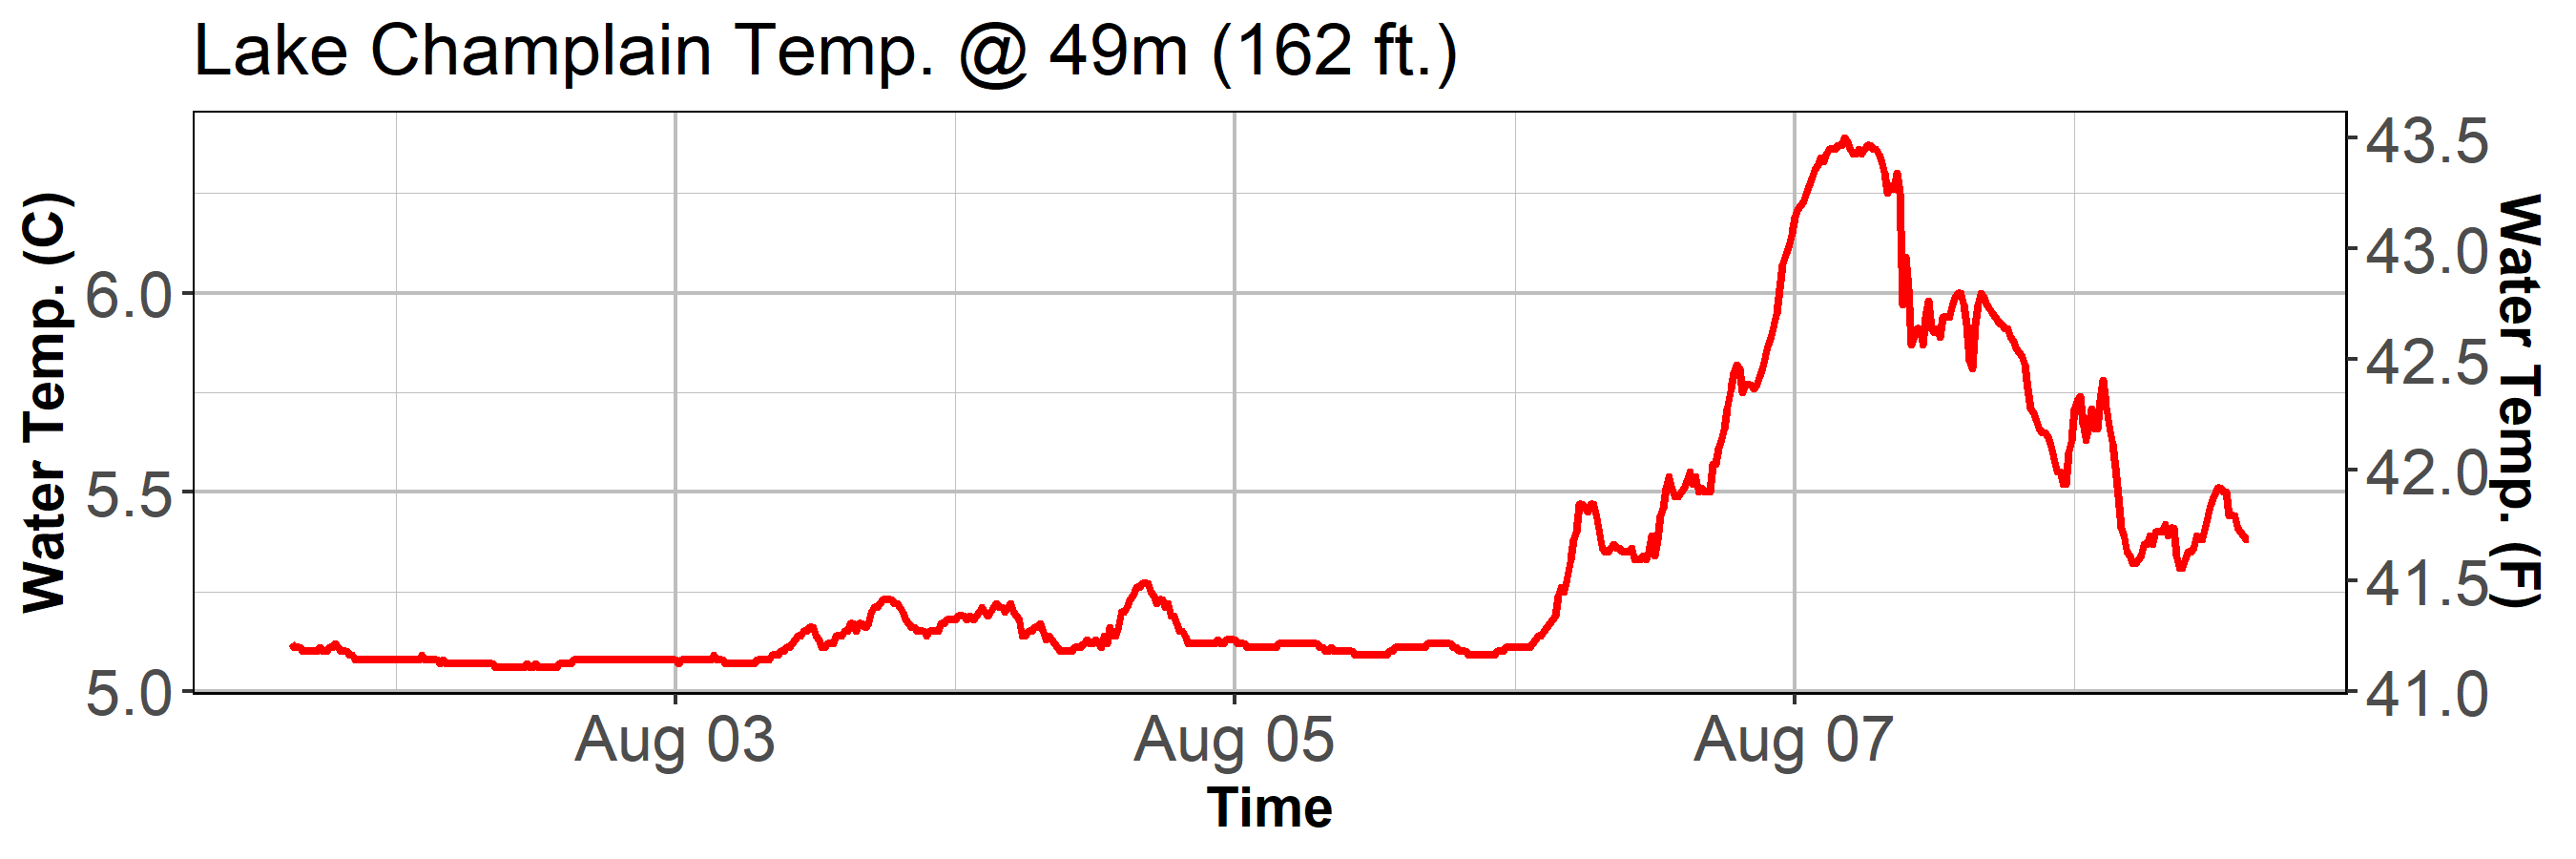 Lake Champlain Temp. @ 49m (162 ft.)
Water Temp. (C)
6.0
5.5
5.0
43.5
43.0
42.5
42.0
41.5
41.0
Water Temp. (F)
Aug 03 Aug 05 Aug 07
Time